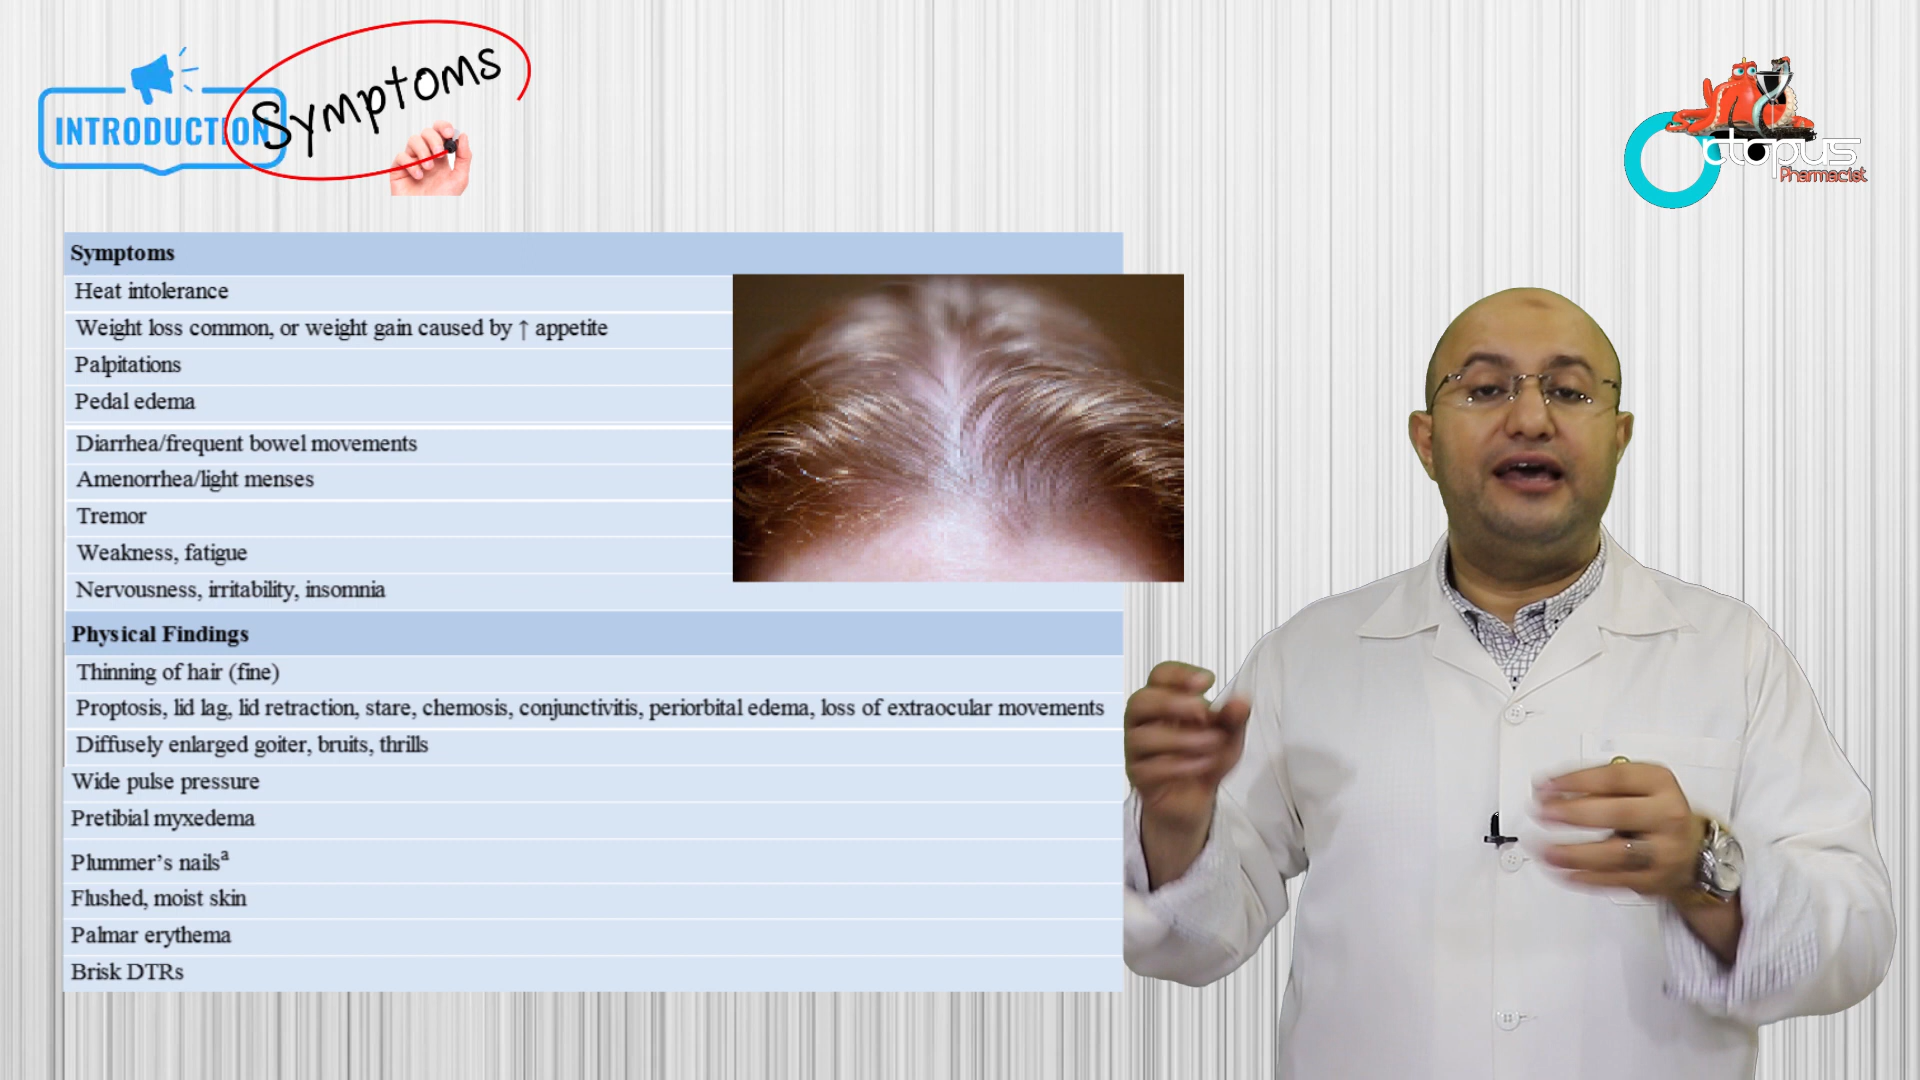 INTRODUCTION
Symptoms
Octopus
Pharmacist
Symptoms
Heat intolerance
Weight loss common, or weight gain caused by ↑ appetite
Palpitations
Pedal edema
Diarrhea/frequent bowel movements
Amenorrhea/light menses
Tremor
Weakness, fatigue
Nervousness, irritability, insomnia
Physical Findings
Thinning of hair (fine)
Proptosis, lid lag, lid retraction, stare, chemosis, conjunctivitis, periorbital edema, loss of extraocular movements
Diffusely enlarged goiter, bruits, thrills
Wide pulse pressure
Pretibial myxedema
Plummer’s nailsᵃ
Flushed, moist skin
Palmar erythema
Brisk DTRs